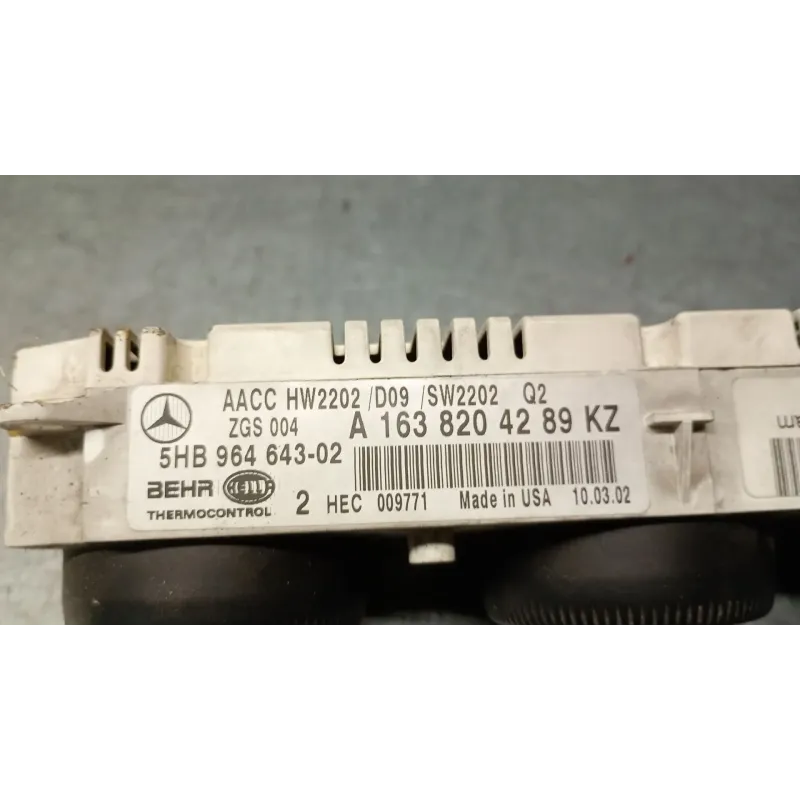 AACC HW2202 /D09 /SW2202 Q2
ZGS 004 A 163 820 42 89 KZ
5HB 964 643-02
BEHR HELLA 2 HEC 009771 Made in USA 10.03.02
THERMOCONTROL